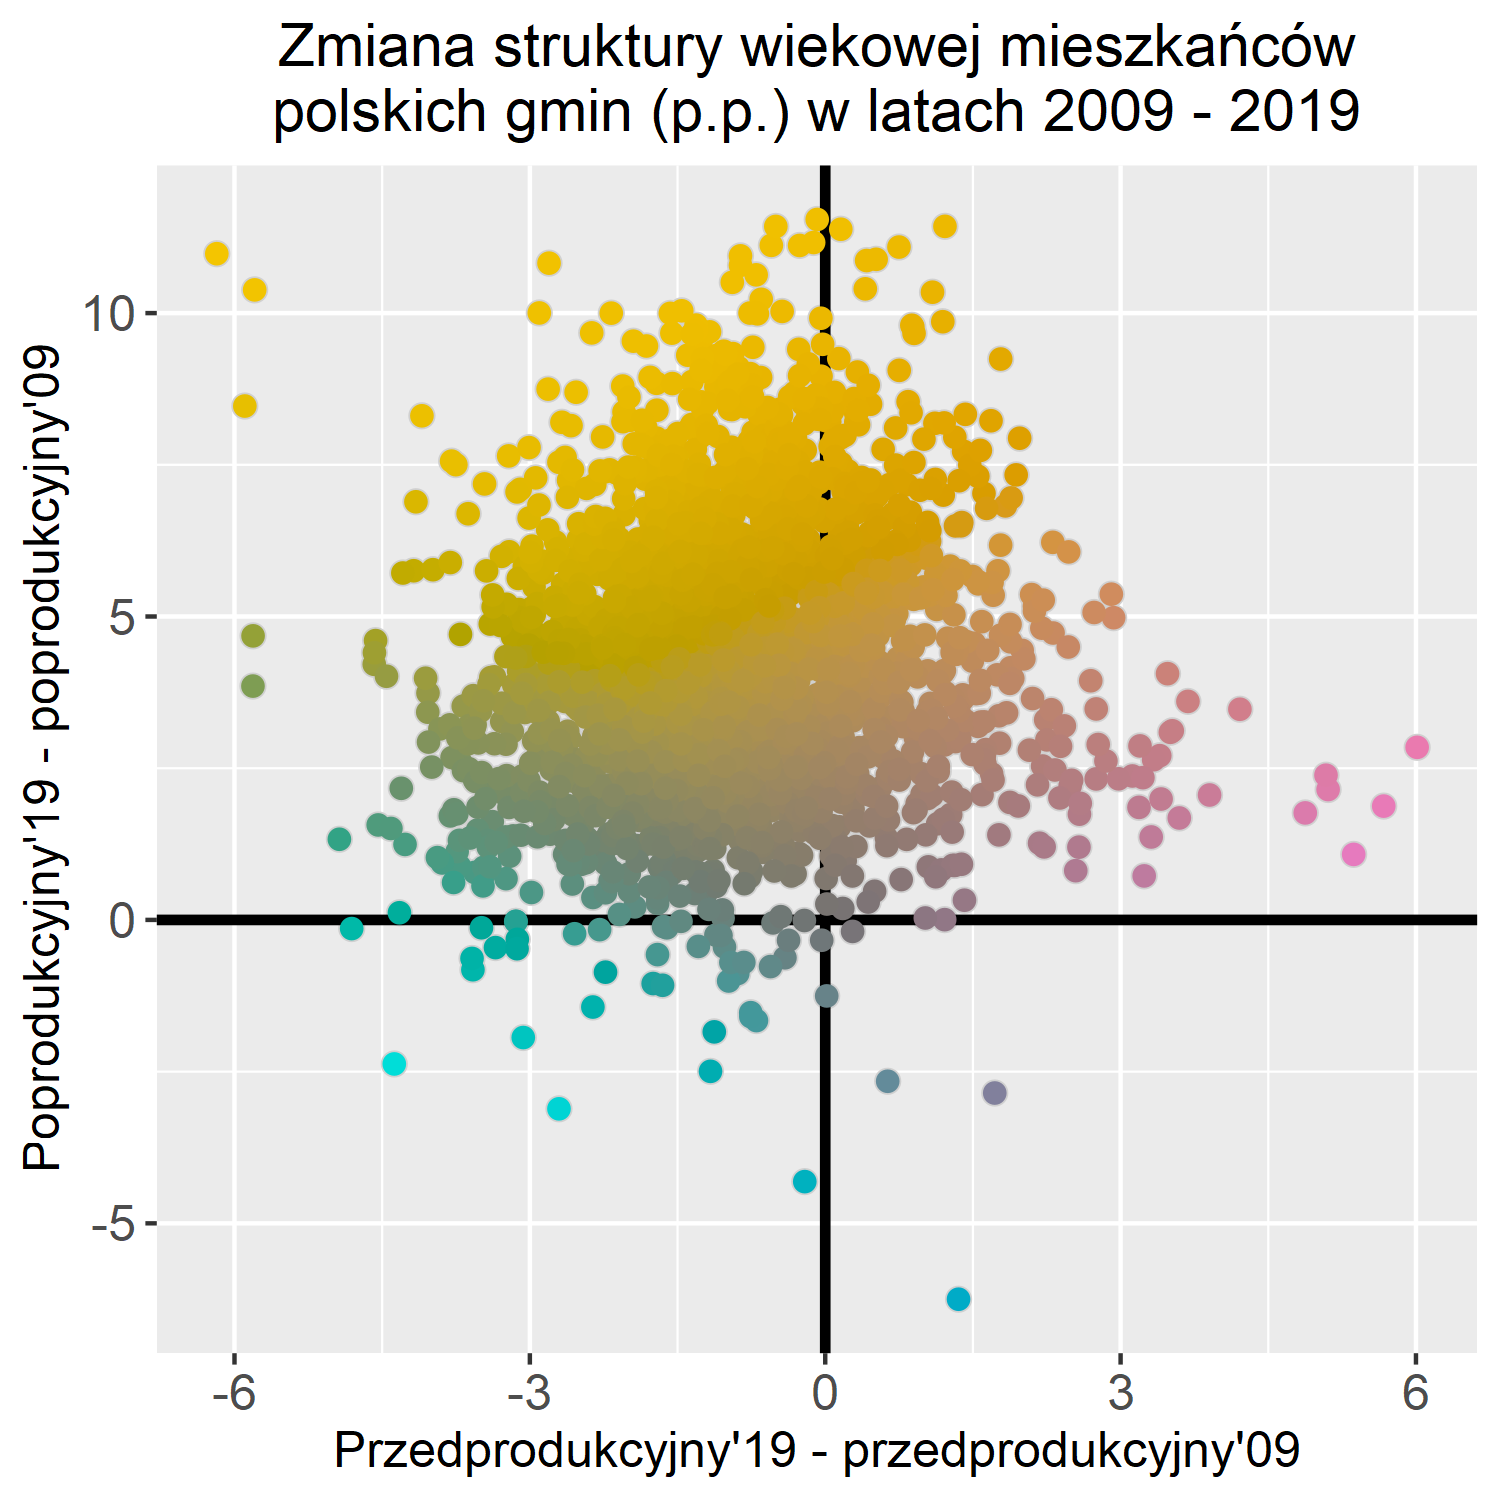 Zmiana struktury wiekowej mieszkańców
polskich gmin (p.p.) w latach 2009 - 2019
Poprodukcyjny'19 - poprodukcyjny'09
10
5
0
-5
-6
-3
0
3
6
Przedprodukcyjny'19 - przedprodukcyjny'09